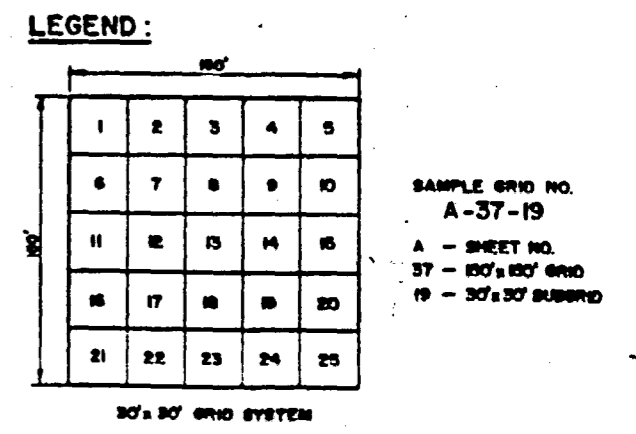 LEGEND:
150'
1 2 3 4 5
6 7 8 9 10
150'
11 12 13 14 15
16 17 18 19 20
21 22 23 24 25
30'x 30' GRID SYSTEM
SAMPLE GRID NO.
A-37-19
A - SHEET NO.
37 - 150'x150' GRID
19 - 30'x30' SUBGRID